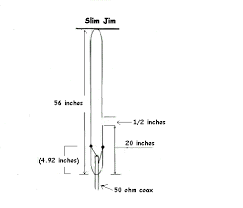 Slim Jim
56 inches
1/2 inches
20 inches
(4.92 inches)
50 ohm coax